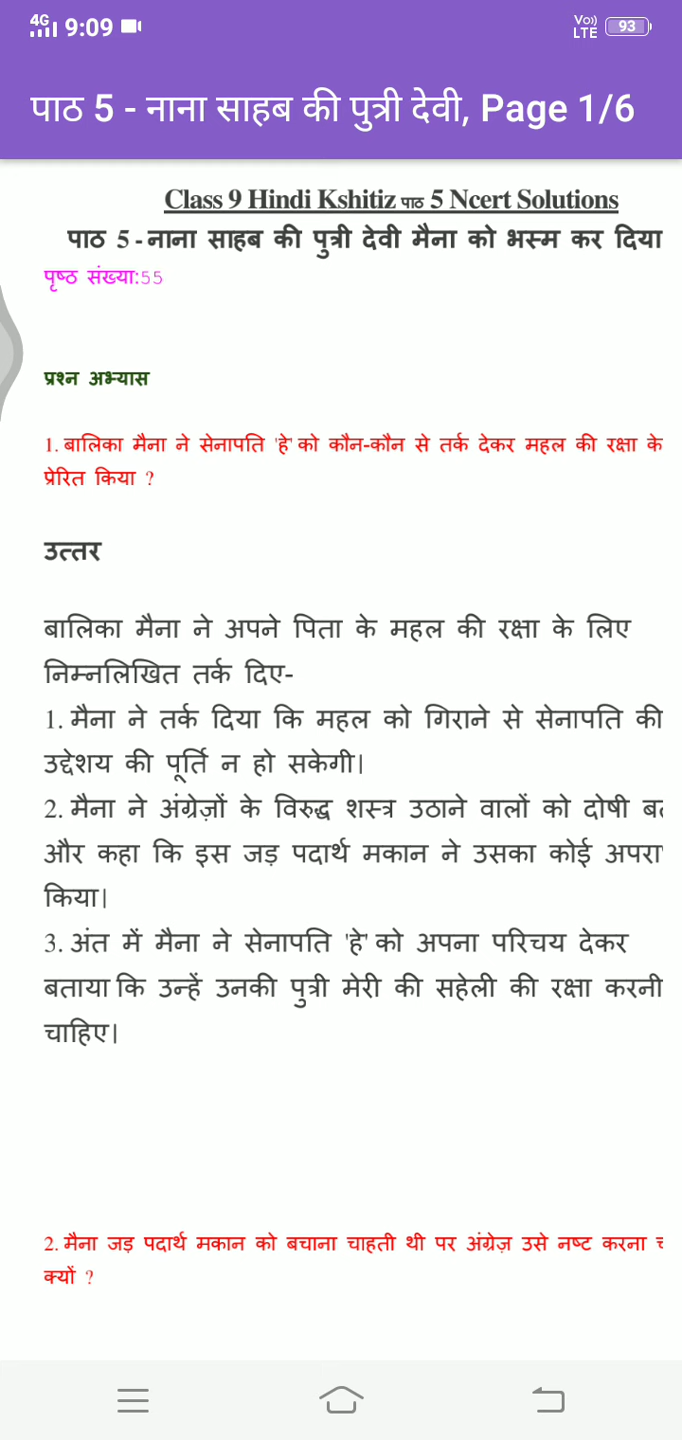 4G 9:09 Vo)) LTE 93
पाठ 5 - नाना साहब की पुत्री देवी, Page 1/6
Class 9 Hindi Kshitiz पाठ 5 Ncert Solutions
पाठ 5 - नाना साहब की पुत्री देवी मैना को भस्म कर दिया
पृष्ठ संख्या:55
प्रश्न अभ्यास
1. बालिका मैना ने सेनापति 'हे' को कौन-कौन से तर्क देकर महल की रक्षा के
प्रेरित किया ?
उत्तर
बालिका मैना ने अपने पिता के महल की रक्षा के लिए
निम्नलिखित तर्क दिए-
1. मैना ने तर्क दिया कि महल को गिराने से सेनापति की
उद्देशय की पूर्ति न हो सकेगी।
2. मैना ने अंग्रेज़ों के विरुद्ध शस्त्र उठाने वालों को दोषी
और कहा कि इस जड़ पदार्थ मकान ने उसका कोई अपरा
किया।
3. अंत में मैना ने सेनापति 'हे' को अपना परिचय देकर
बताया कि उन्हें उनकी पुत्री मेरी की सहेली की रक्षा करनी
चाहिए।
2. मैना जड़ पदार्थ मकान को बचाना चाहती थी पर अंग्रेज़ उसे नष्ट करना
क्यों ?